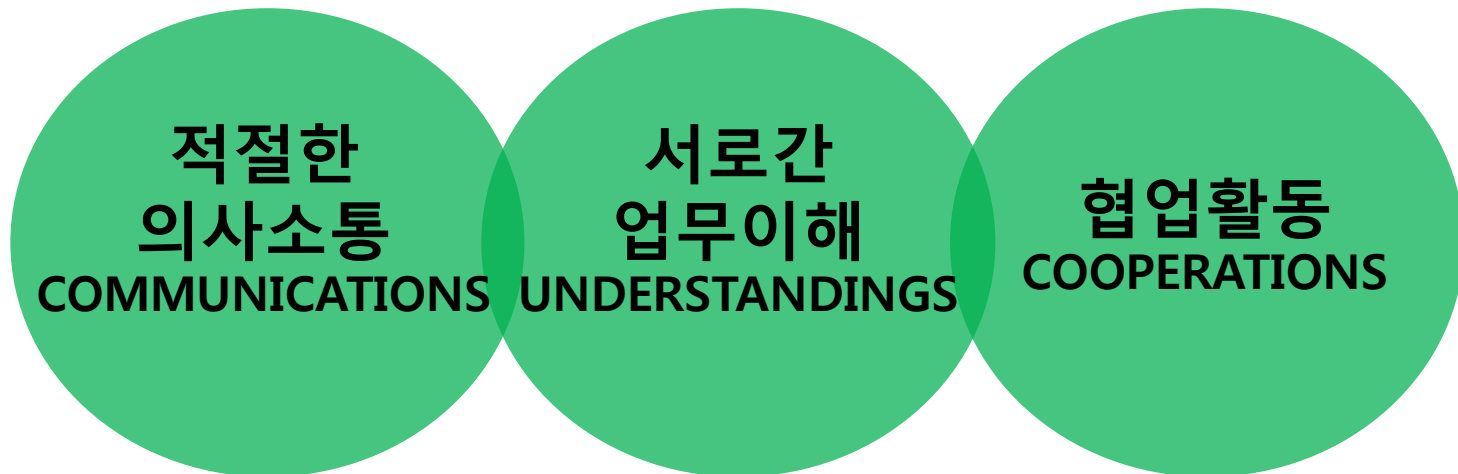 적절한
의사소통
COMMUNICATIONS
서로간
업무이해
UNDERSTANDINGS
협업활동
COOPERATIONS